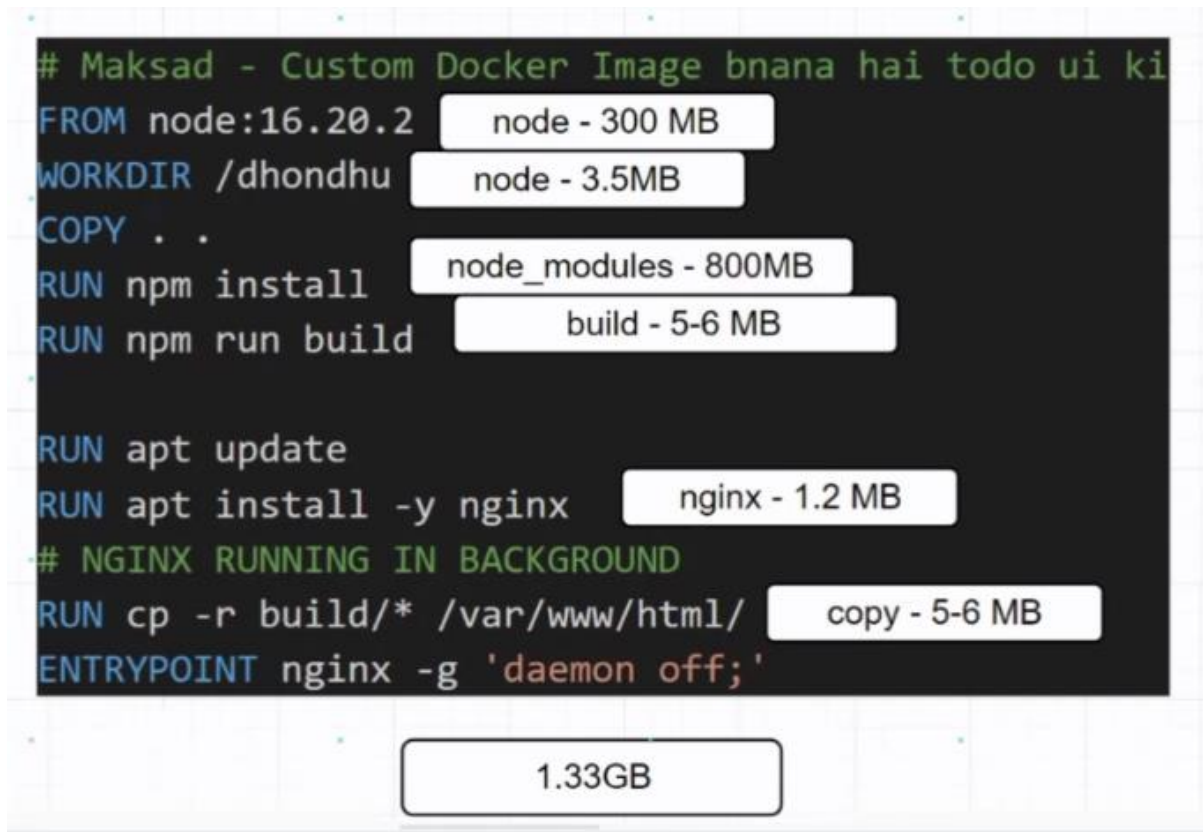 # Maksad - Custom Docker Image bnana hai todo ui ki
FROM node:16.20.2 node - 300 MB
WORKDIR /dhondhu node - 3.5MB
COPY . .
RUN npm install node_modules - 800MB
RUN npm run build build - 5-6 MB
RUN apt update
RUN apt install -y nginx nginx - 1.2 MB
# NGINX RUNNING IN BACKGROUND
RUN cp -r build/* /var/www/html/ copy - 5-6 MB
ENTRYPOINT nginx -g 'daemon off;'
1.33GB